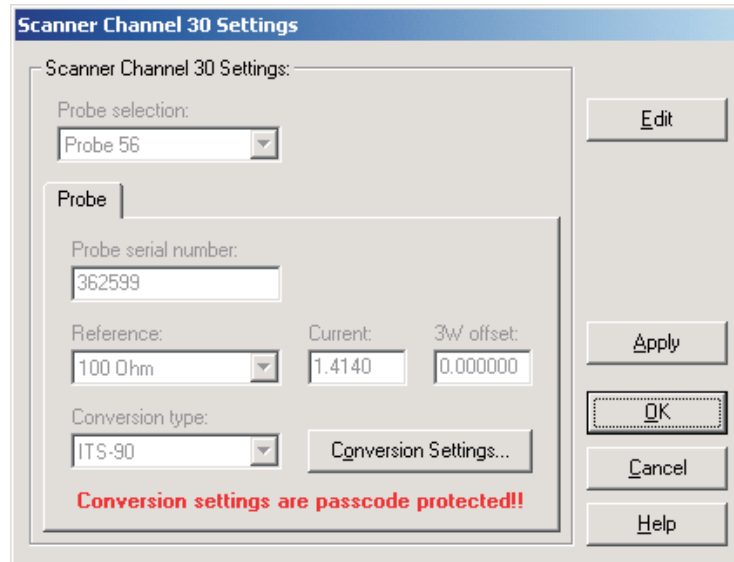 Scanner Channel 30 Settings
Scanner Channel 30 Settings:
Probe selection:
Probe 56
Edit
Probe
Probe serial number:
362599
Reference: Current: 3W offset:
100 Ohm 1.4140 0.000000
Apply
Conversion type:
ITS-90 Conversion Settings...
OK
Cancel
Conversion settings are passcode protected!!
Help